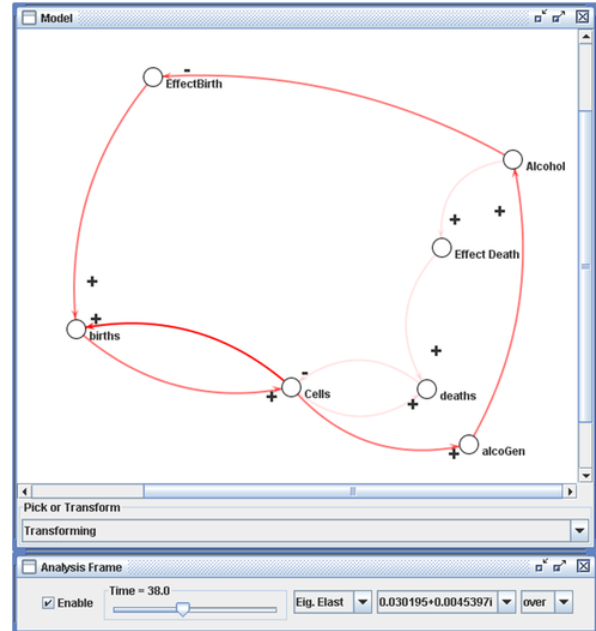 Model
-
EffectBirth
Alcohol
+
+
Effect Death
+
+
births
+
-
Cells
+
deaths
+
+
alcoGen
Pick or Transform
Transforming
Analysis Frame
Time = 38.0
Enable
Eig. Elast
0.030195+0.0045397i
over